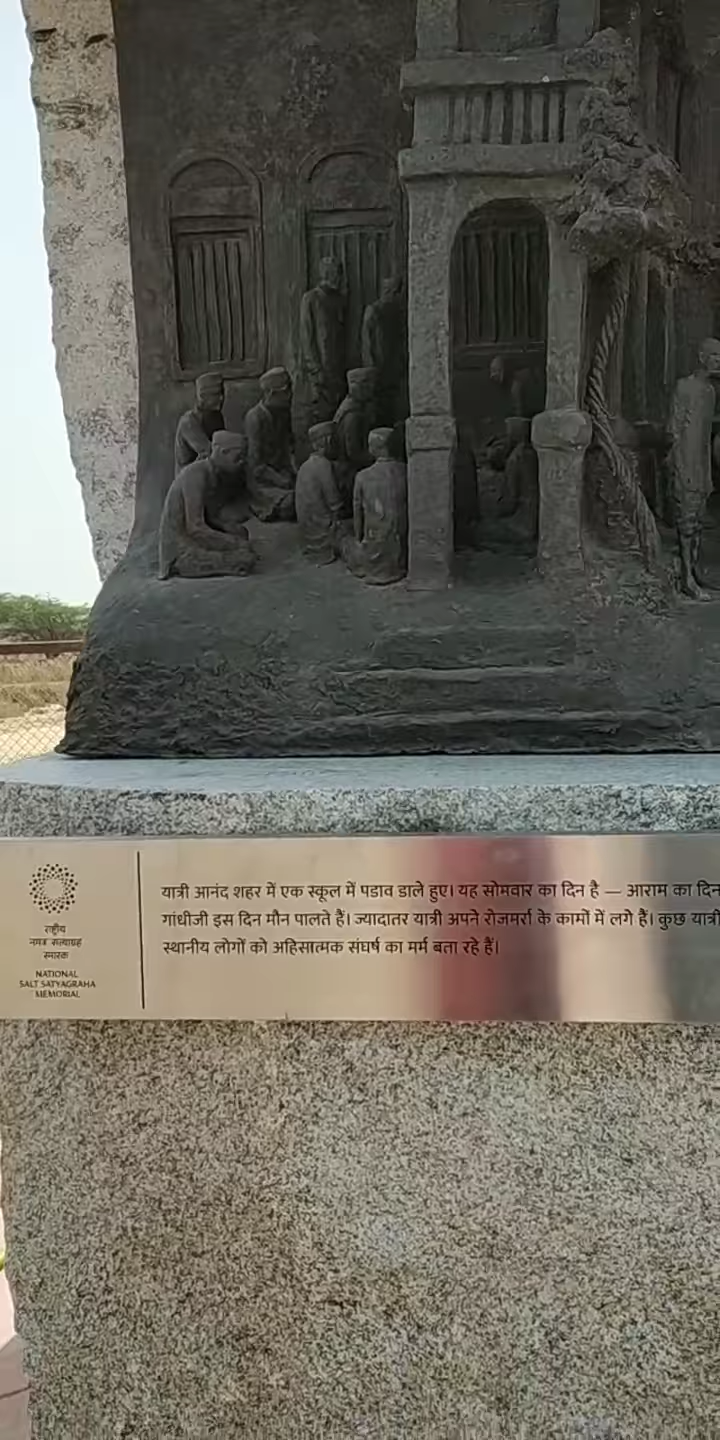 राष्ट्रीय
नमक सत्याग्रह
स्मारक
NATIONAL
SALT SATYAGRAHA
MEMORIAL
यात्री आनंद शहर में एक स्कूल में पडाव डाले हुए। यह सोमवार का दिन है — आराम का दिन
गांधीजी इस दिन मौन पालते हैं। ज्यादातर यात्री अपने रोजमर्रा के कामों में लगे हैं। कुछ यात्री
स्थानीय लोगों को अहिसात्मक संघर्ष का मर्म बता रहे हैं।